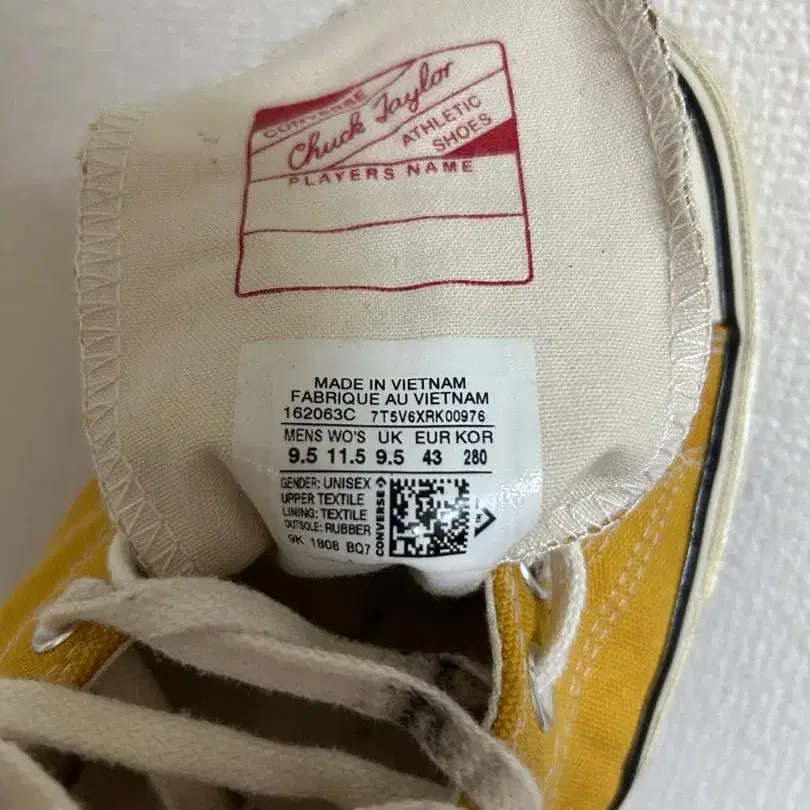 CONVERSE
Chuck Taylor
ATHLETIC
SHOES
PLAYERS NAME
MADE IN VIETNAM
FABRIQUE AU VIETNAM
162063C 7T5V6XRK00976
MENS WO'S UK EUR KOR
9.5 11.5 9.5 43 280
GENDER: UNISEX
UPPER TEXTILE
LINING: TEXTILE
OUTSOLE: RUBBER
9K 1808 BQ7
CONVERSE